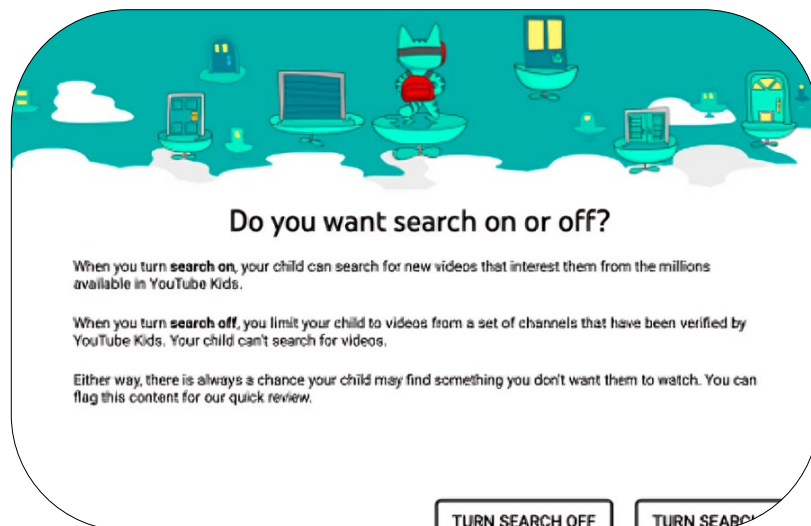 Do you want search on or off?
When you turn search on, your child can search for new videos that interest them from the millions
available in YouTube Kids.
When you turn search off, you limit your child to videos from a set of channels that have been verified by
YouTube Kids. Your child can't search for videos.
Either way, there is always a chance your child may find something you don't want them to watch. You can
flag this content for our quick review.
TURN SEARCH OFF
TURN SEARCH